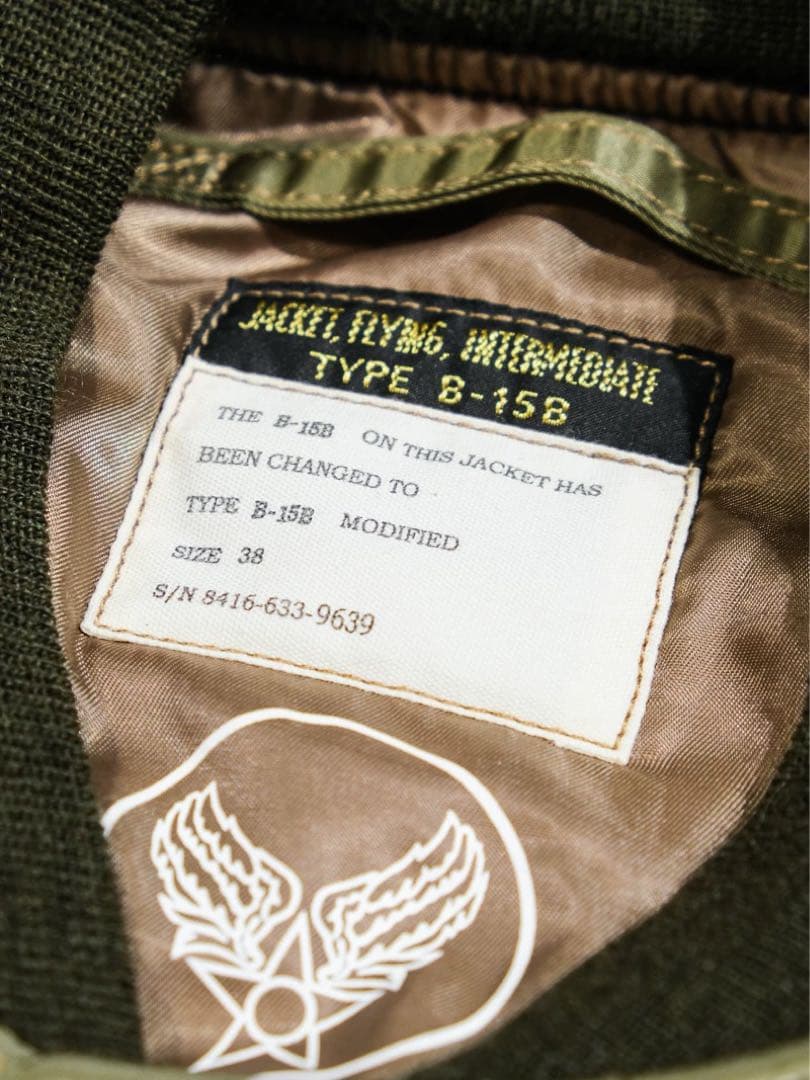 JACKET, FLYING, INTERMEDIATE
TYPE B-15B
THE B-15B ON THIS JACKET HAS
BEEN CHANGED TO
TYPE B-15B MODIFIED
SIZE 38
S/N 8416-633-9639